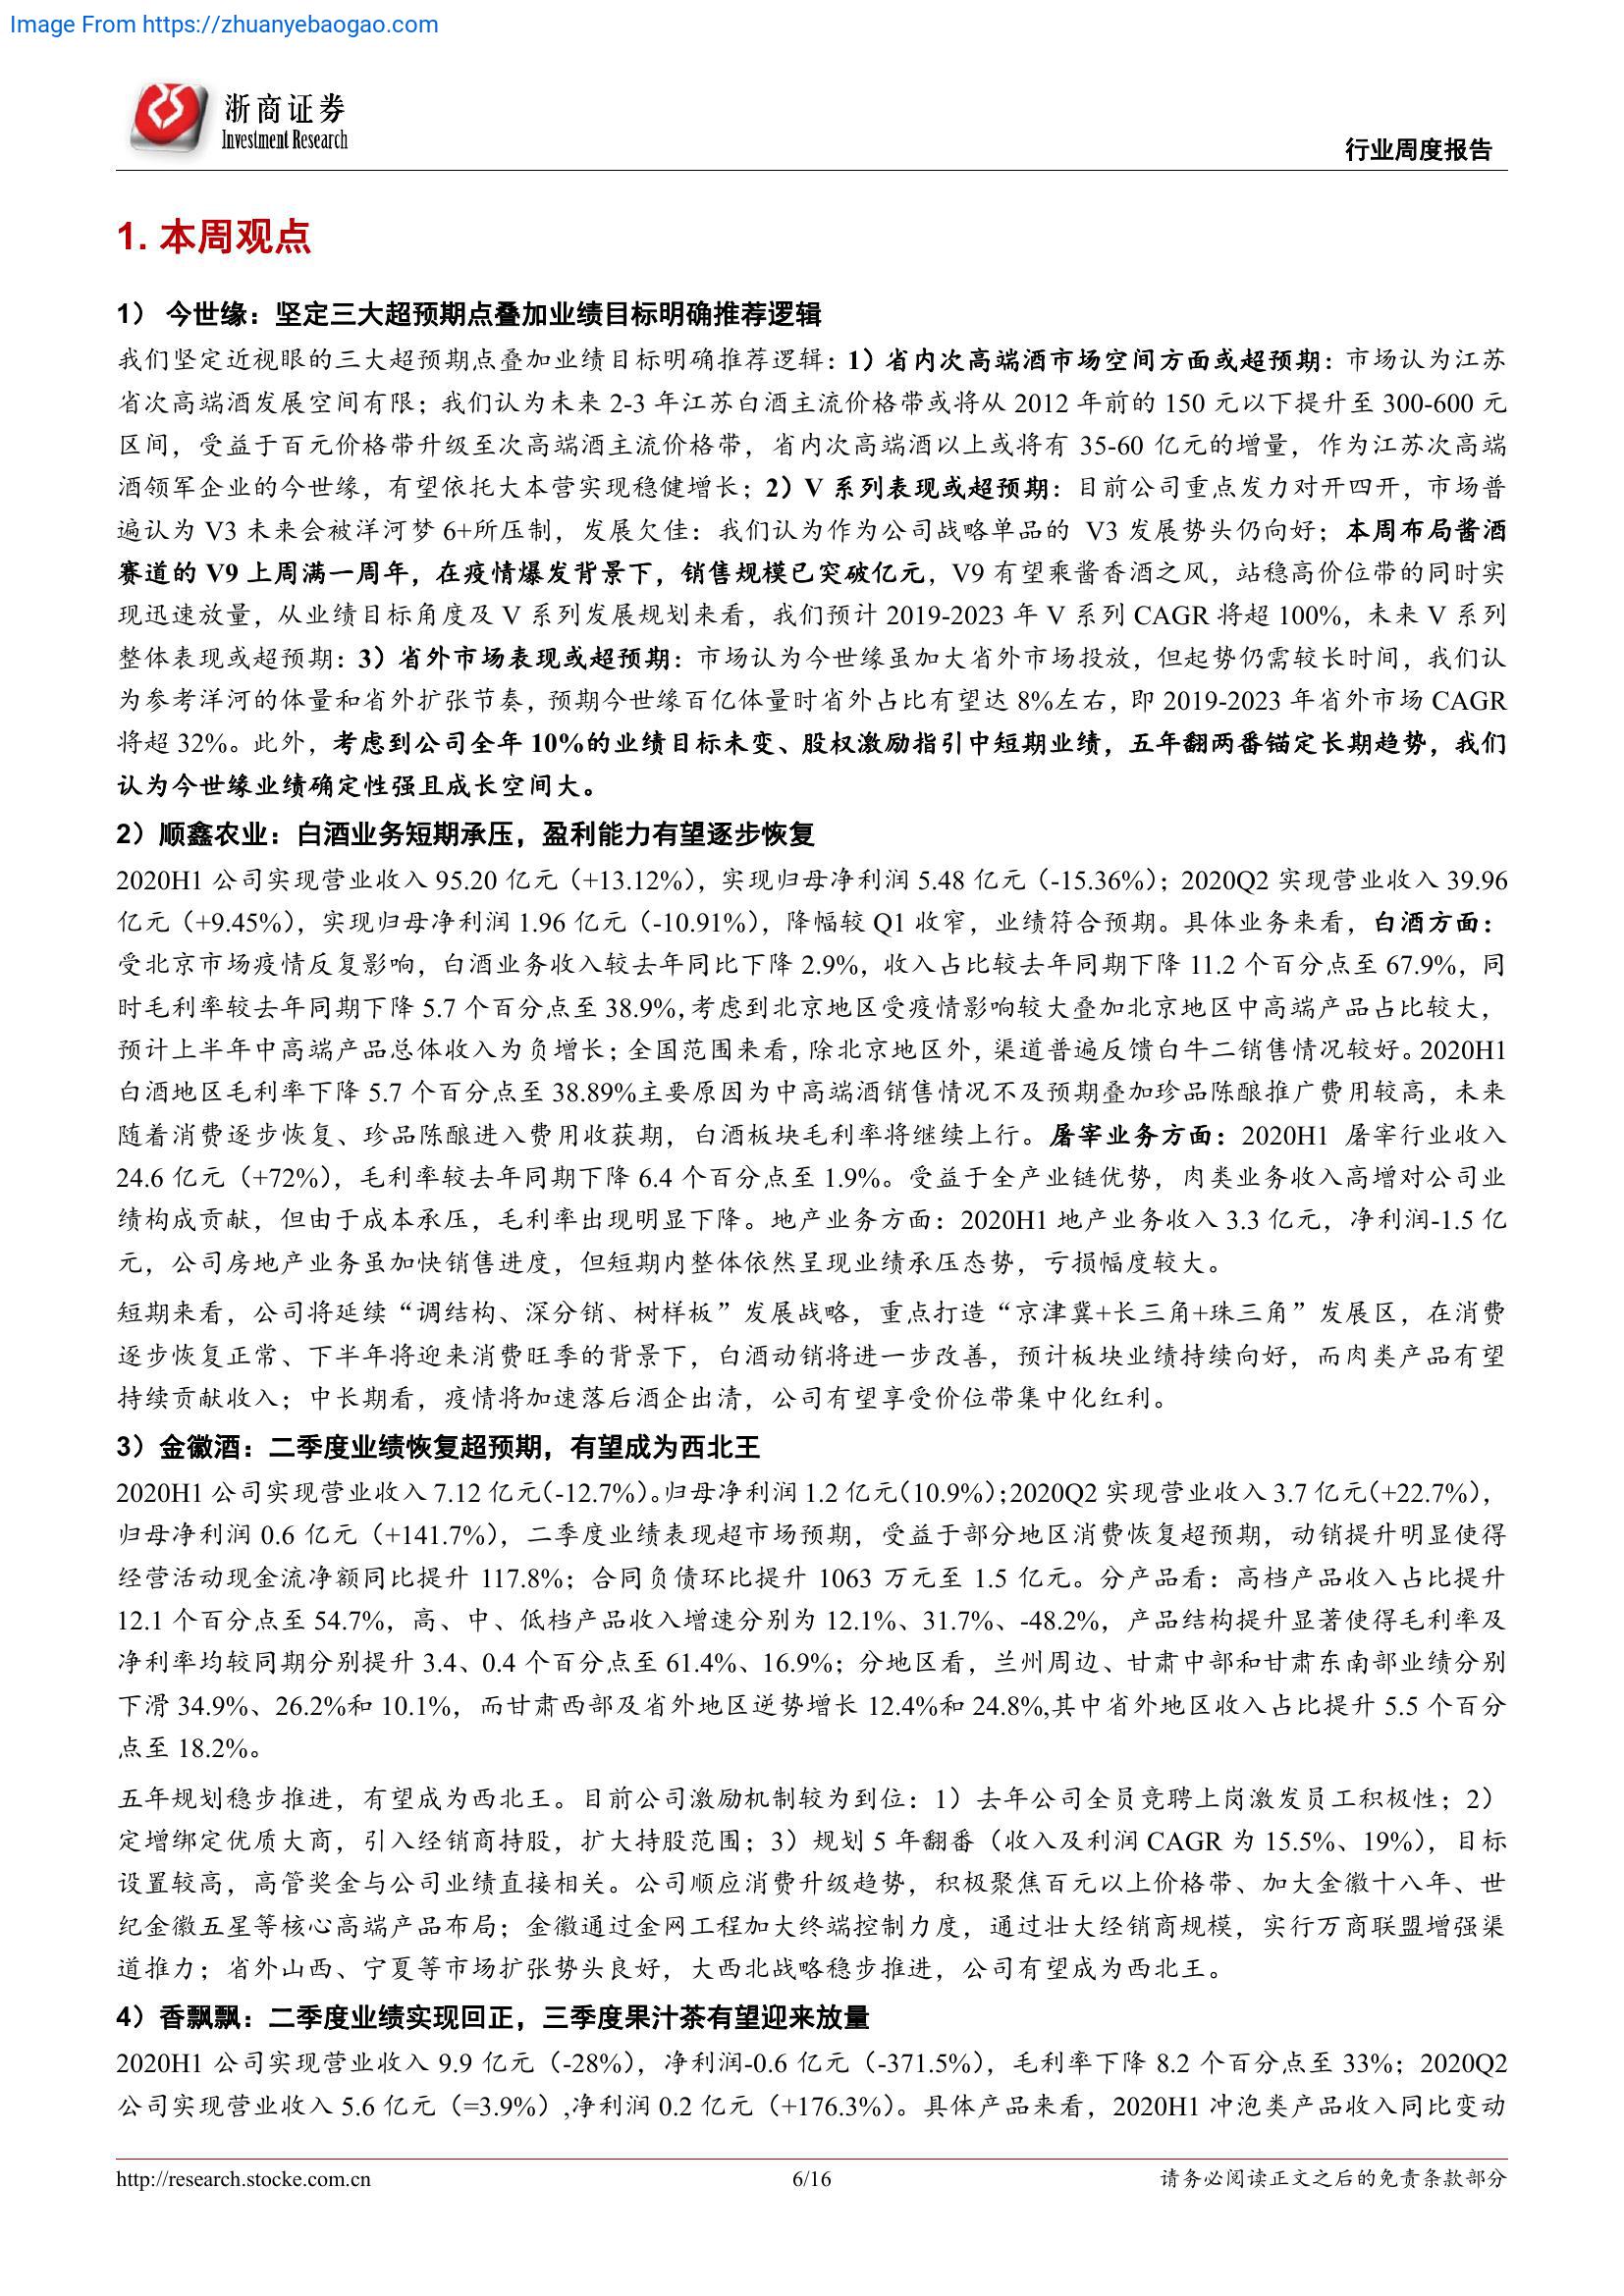 Image From https://zhuanyebaogao.com
浙商证券
Investment Research
行业周度报告
1. 本周观点
1） 今世缘：坚定三大超预期点叠加业绩目标明确推荐逻辑
我们坚定近视眼的三大超预期点叠加业绩目标明确推荐逻辑：1）省内次高端酒市场空间方面或超预期：市场认为江苏
省次高端酒发展空间有限；我们认为未来 2-3 年江苏白酒主流价格带或将从 2012 年前的 150 元以下提升至 300-600 元
区间，受益于百元价格带升级至次高端酒主流价格带，省内次高端酒以上或将有 35-60 亿元的增量，作为江苏次高端
酒领军企业的今世缘，有望依托大本营实现稳健增长；2）V 系列表现或超预期：目前公司重点发力对开四开，市场普
遍认为 V3 未来会被洋河梦 6+所压制，发展欠佳：我们认为作为公司战略单品的 V3 发展势头仍向好；本周布局酱酒
赛道的 V9 上周满一周年，在疫情爆发背景下，销售规模已突破亿元，V9 有望乘酱香酒之风，站稳高价位带的同时实
现迅速放量，从业绩目标角度及 V 系列发展规划来看，我们预计 2019-2023 年 V 系列 CAGR 将超 100%，未来 V 系列
整体表现或超预期：3）省外市场表现或超预期：市场认为今世缘虽加大省外市场投放，但起势仍需较长时间，我们认
为参考洋河的体量和省外扩张节奏，预期今世缘百亿体量时省外占比有望达 8%左右，即 2019-2023 年省外市场 CAGR
将超 32%。此外，考虑到公司全年 10%的业绩目标未变、股权激励指引中短期业绩，五年翻两番锚定长期趋势，我们
认为今世缘业绩确定性强且成长空间大。
2）顺鑫农业：白酒业务短期承压，盈利能力有望逐步恢复
2020H1 公司实现营业收入 95.20 亿元（+13.12%），实现归母净利润 5.48 亿元（-15.36%）；2020Q2 实现营业收入 39.96
亿元（+9.45%），实现归母净利润 1.96 亿元（-10.91%），降幅较 Q1 收窄，业绩符合预期。具体业务来看，白酒方面：
受北京市场疫情反复影响，白酒业务收入较去年同比下降 2.9%，收入占比较去年同期下降 11.2 个百分点至 67.9%，同
时毛利率较去年同期下降 5.7 个百分点至 38.9%,考虑到北京地区受疫情影响较大叠加北京地区中高端产品占比较大，
预计上半年中高端产品总体收入为负增长；全国范围来看，除北京地区外，渠道普遍反馈白牛二销售情况较好。2020H1
白酒地区毛利率下降 5.7 个百分点至 38.89%主要原因为中高端酒销售情况不及预期叠加珍品陈酿推广费用较高，未来
随着消费逐步恢复、珍品陈酿进入费用收获期，白酒板块毛利率将继续上行。屠宰业务方面：2020H1 屠宰行业收入
24.6 亿元（+72%），毛利率较去年同期下降 6.4 个百分点至 1.9%。受益于全产业链优势，肉类业务收入高增对公司业
绩构成贡献，但由于成本承压，毛利率出现明显下降。地产业务方面：2020H1 地产业务收入 3.3 亿元，净利润-1.5 亿
元，公司房地产业务虽加快销售进度，但短期内整体依然呈现业绩承压态势，亏损幅度较大。
短期来看，公司将延续“调结构、深分销、树样板”发展战略，重点打造“京津冀+长三角+珠三角”发展区，在消费
逐步恢复正常、下半年将迎来消费旺季的背景下，白酒动销将进一步改善，预计板块业绩持续向好，而肉类产品有望
持续贡献收入；中长期看，疫情将加速落后酒企出清，公司有望享受价位带集中化红利。
3）金徽酒：二季度业绩恢复超预期，有望成为西北王
2020H1 公司实现营业收入 7.12 亿元（-12.7%）。归母净利润 1.2 亿元（10.9%）；2020Q2 实现营业收入 3.7 亿元（+22.7%），
归母净利润 0.6 亿元（+141.7%），二季度业绩表现超市场预期，受益于部分地区消费恢复超预期，动销提升明显使得
经营活动现金流净额同比提升 117.8%；合同负债环比提升 1063 万元至 1.5 亿元。分产品看：高档产品收入占比提升
12.1 个百分点至 54.7%，高、中、低档产品收入增速分别为 12.1%、31.7%、-48.2%，产品结构提升显著使得毛利率及
净利率均较同期分别提升 3.4、0.4 个百分点至 61.4%、16.9%；分地区看，兰州周边、甘肃中部和甘肃东南部业绩分别
下滑 34.9%、26.2%和 10.1%，而甘肃西部及省外地区逆势增长 12.4%和 24.8%,其中省外地区收入占比提升 5.5 个百分
点至 18.2%。
五年规划稳步推进，有望成为西北王。目前公司激励机制较为到位：1）去年公司全员竞聘上岗激发员工积极性；2）
定增绑定优质大商，引入经销商持股，扩大持股范围；3）规划 5 年翻番（收入及利润 CAGR 为 15.5%、19%），目标
设置较高，高管奖金与公司业绩直接相关。公司顺应消费升级趋势，积极聚焦百元以上价格带、加大金徽十八年、世
纪金徽五星等核心高端产品布局；金徽通过金网工程加大终端控制力度，通过壮大经销商规模，实行万商联盟增强渠
道推力；省外山西、宁夏等市场扩张势头良好，大西北战略稳步推进，公司有望成为西北王。
4）香飘飘：二季度业绩实现回正，三季度果汁茶有望迎来放量
2020H1 公司实现营业收入 9.9 亿元（-28%），净利润-0.6 亿元（-371.5%），毛利率下降 8.2 个百分点至 33%；2020Q2
公司实现营业收入 5.6 亿元（=3.9%）,净利润 0.2 亿元（+176.3%）。具体产品来看，2020H1 冲泡类产品收入同比变动
http://research.stocke.com.cn
6/16
请务必阅读正文之后的免责条款部分